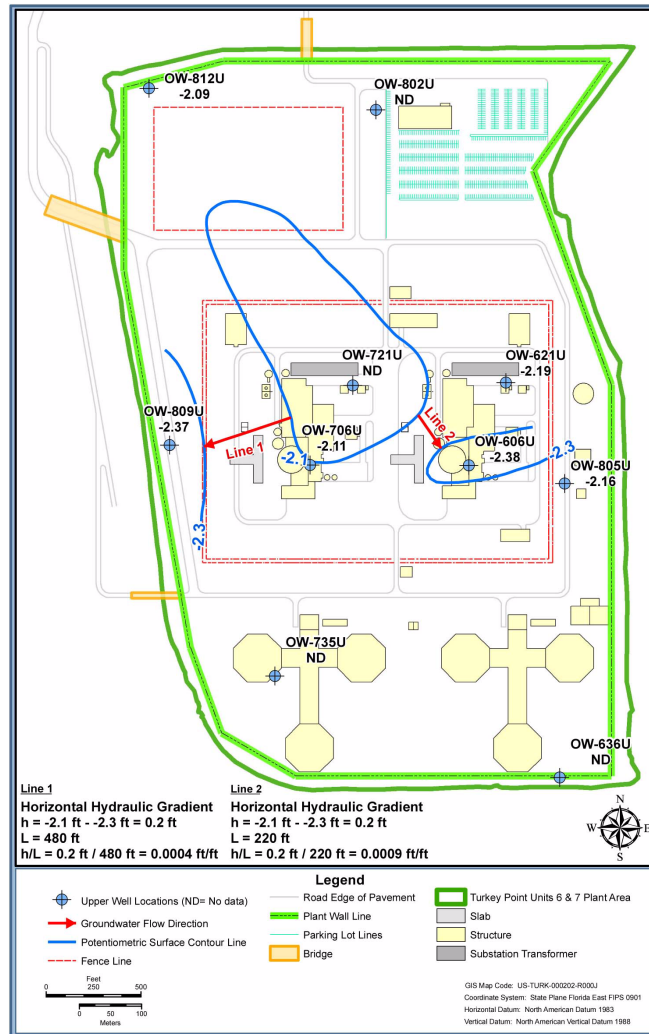 OW-812U
-2.09
OW-802U
ND
OW-721U
ND
OW-621U
-2.19
OW-809U
-2.37
Line 1
OW-706U
-2.11
-2.1
Line 2
OW-606U
-2.38
-2.3
OW-805U
-2.16
-2.3
OW-735U
ND
OW-636U
ND
Line 1
Horizontal Hydraulic Gradient
h = -2.1 ft - -2.3 ft = 0.2 ft
L = 480 ft
h/L = 0.2 ft / 480 ft = 0.0004 ft/ft
Line 2
Horizontal Hydraulic Gradient
h = -2.1 ft - -2.3 ft = 0.2 ft
L = 220 ft
h/L = 0.2 ft / 220 ft = 0.0009 ft/ft
N
W E
S
Legend
Upper Well Locations (ND= No data)
Groundwater Flow Direction
Potentiometric Surface Contour Line
Fence Line
Road Edge of Pavement
Plant Wall Line
Parking Lot Lines
Bridge
Turkey Point Units 6 & 7 Plant Area
Slab
Structure
Substation Transformer
Feet
0 250 500
0 50 100
Meters
GIS Map Code: US-TURK-000202-R000J
Coordinate System: State Plane Florida East FIPS 0901
Horizontal Datum: North American Datum 1983
Vertical Datum: North American Vertical Datum 1988